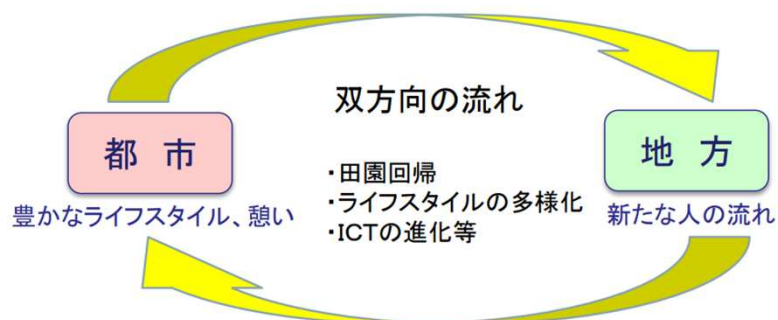 双方向の流れ
都 市
地 方
・田園回帰
・ライフスタイルの多様化
・ICTの進化等
豊かなライフスタイル、憩い
新たな人の流れ